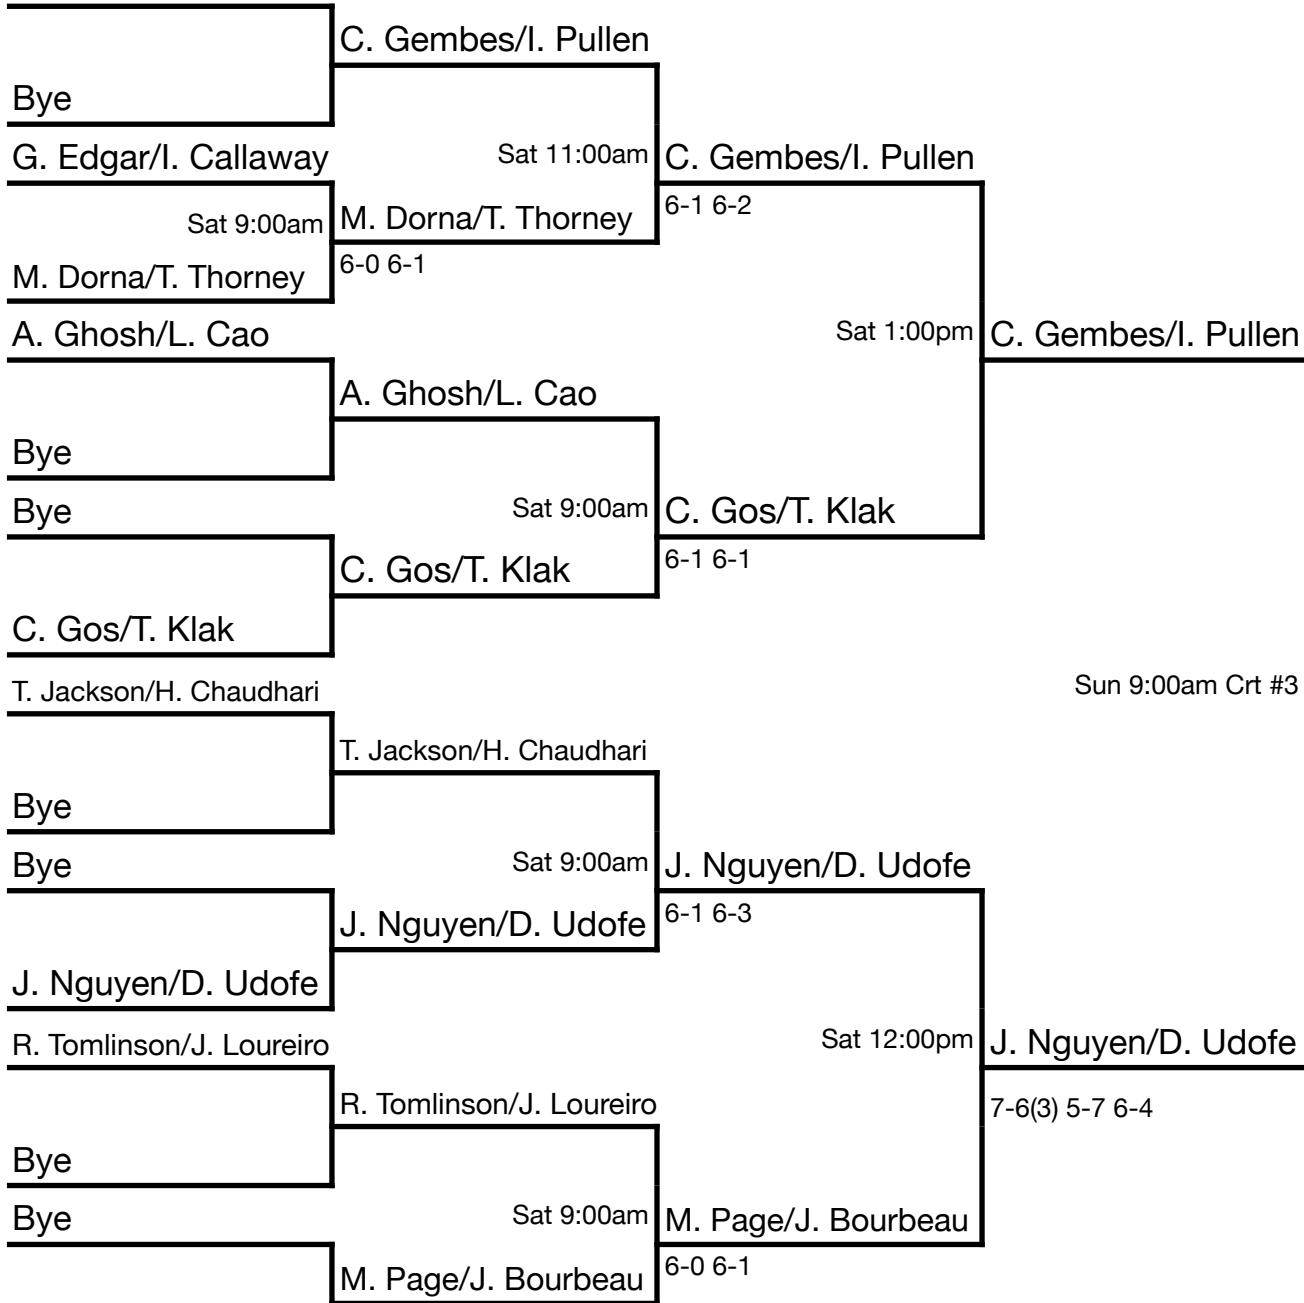 C. Gembes/I. Pullen
Bye
G. Edgar/I. Callaway
Sat 11:00am
C. Gembes/I. Pullen
6-1 6-2
Sat 9:00am
M. Dorna/T. Thorney
6-0 6-1
M. Dorna/T. Thorney
A. Ghosh/L. Cao
Sat 1:00pm
C. Gembes/I. Pullen
A. Ghosh/L. Cao
Bye
Bye
Sat 9:00am
C. Gos/T. Klak
6-1 6-1
C. Gos/T. Klak
C. Gos/T. Klak
T. Jackson/H. Chaudhari
Sun 9:00am Crt #3
T. Jackson/H. Chaudhari
Bye
Bye
Sat 9:00am
J. Nguyen/D. Udofe
6-1 6-3
J. Nguyen/D. Udofe
J. Nguyen/D. Udofe
R. Tomlinson/J. Loureiro
Sat 12:00pm
J. Nguyen/D. Udofe
7-6(3) 5-7 6-4
R. Tomlinson/J. Loureiro
Bye
Bye
Sat 9:00am
M. Page/J. Bourbeau
6-0 6-1
M. Page/J. Bourbeau